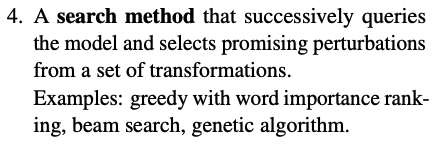 4. A search method that successively queries
the model and selects promising perturbations
from a set of transformations.
Examples: greedy with word importance rank-
ing, beam search, genetic algorithm.